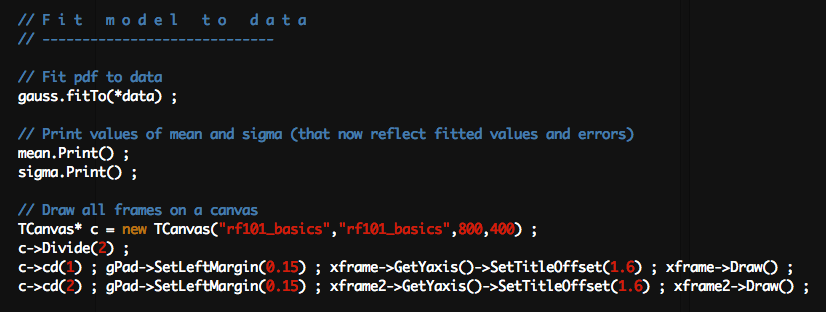 // F i t   m o d e l   t o   d a t a
// -----------------------------
// Fit pdf to data
gauss.fitTo(*data) ;
// Print values of mean and sigma (that now reflect fitted values and errors)
mean.Print() ;
sigma.Print() ;
// Draw all frames on a canvas
TCanvas* c = new TCanvas("rf101_basics","rf101_basics",800,400) ;
c->Divide(2) ;
c->cd(1) ; gPad->SetLeftMargin(0.15) ; xframe->GetYaxis()->SetTitleOffset(1.6) ; xframe->Draw() ;
c->cd(2) ; gPad->SetLeftMargin(0.15) ; xframe2->GetYaxis()->SetTitleOffset(1.6) ; xframe2->Draw() ;